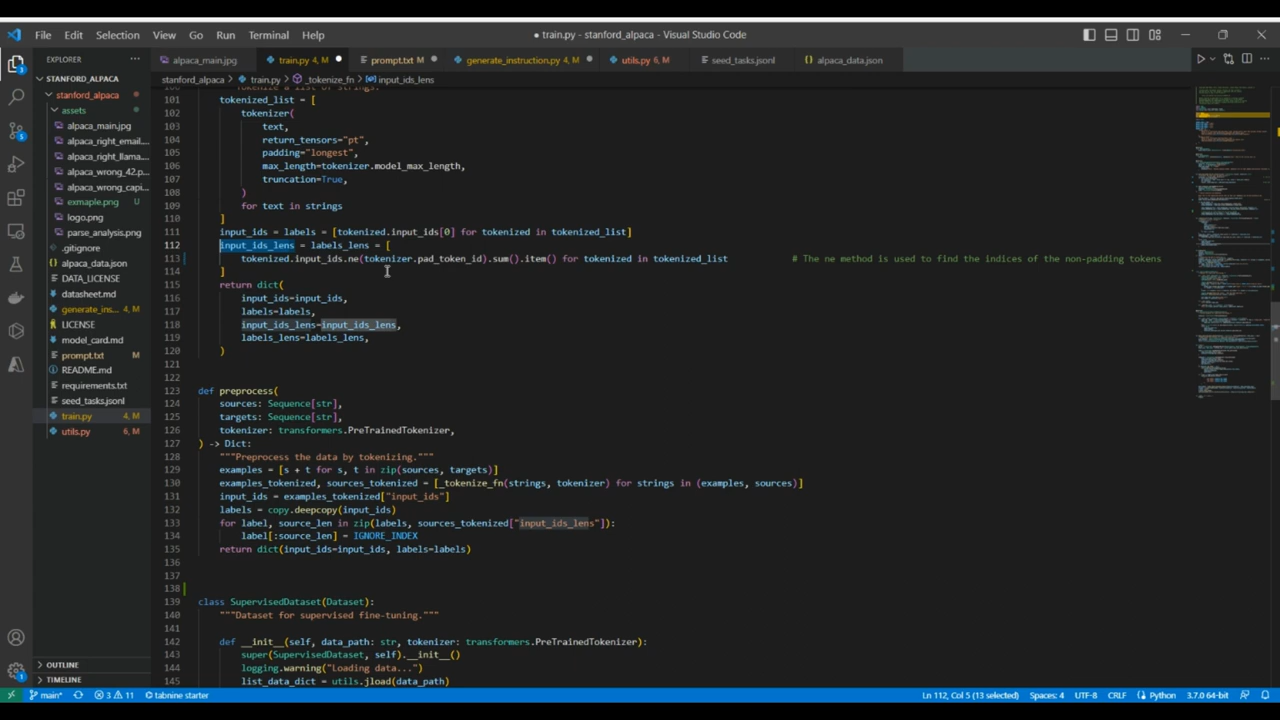 File Edit Selection View Go Run Terminal Help
● train.py - stanford_alpaca - Visual Studio Code
EXPLORER
alpaca_main.jpg train.py 4, M prompt.txt M generate_instruction.py 4, M utils.py 6, M seed_tasks.jsonl alpaca_data.json
STANFORD_ALPACA
stanford_alpaca > train.py > _tokenize_fn > input_ids_lens
stanford_alpaca
assets
alpaca_main.jpg
alpaca_right_email...
alpaca_right_llama...
alpaca_wrong_42.p...
alpaca_wrong_capi...
exmaple.png
logo.png
parse_analysis.png
.gitignore
alpaca_data.json
DATA_LICENSE
datasheet.md
generate_ins... 4, M
LICENSE
model_card.md
prompt.txt M
README.md
requirements.txt
seed_tasks.jsonl
train.py 4, M
utils.py 6, M
OUTLINE
TIMELINE
101 tokenized_list = [
102 tokenizer(
103 text,
104 return_tensors="pt",
105 padding="longest",
106 max_length=tokenizer.model_max_length,
107 truncation=True,
108 )
109 for text in strings
110 ]
111 input_ids = labels = [tokenized.input_ids[0] for tokenized in tokenized_list]
112 input_ids_lens = labels_lens = [
113 tokenized.input_ids.ne(tokenizer.pad_token_id).sum().item() for tokenized in tokenized_list # The ne method is used to find the indices of the non-padding tokens
114 ]
115 return dict(
116 input_ids=input_ids,
117 labels=labels,
118 input_ids_lens=input_ids_lens,
119 labels_lens=labels_lens,
120 )
121
122
123 def preprocess(
124 sources: Sequence[str],
125 targets: Sequence[str],
126 tokenizer: transformers.PreTrainedTokenizer,
127 ) -> Dict:
128 """Preprocess the data by tokenizing."""
129 examples = [s + t for s, t in zip(sources, targets)]
130 examples_tokenized, sources_tokenized = [_tokenize_fn(strings, tokenizer) for strings in (examples, sources)]
131 input_ids = examples_tokenized["input_ids"]
132 labels = copy.deepcopy(input_ids)
133 for label, source_len in zip(labels, sources_tokenized["input_ids_lens"]):
134 label[:source_len] = IGNORE_INDEX
135 return dict(input_ids=input_ids, labels=labels)
136
137
138
139 class SupervisedDataset(Dataset):
140 """Dataset for supervised fine-tuning."""
141
142 def __init__(self, data_path: str, tokenizer: transformers.PreTrainedTokenizer):
143 super(SupervisedDataset, self).__init__()
144 logging.warning("Loading data...")
145 list_data_dict = utils.jload(data_path)
main* 3 11 tabnine starter Ln 112, Col 5 (13 selected) Spaces: 4 UTF-8 CRLF Python 3.7.0 64-bit